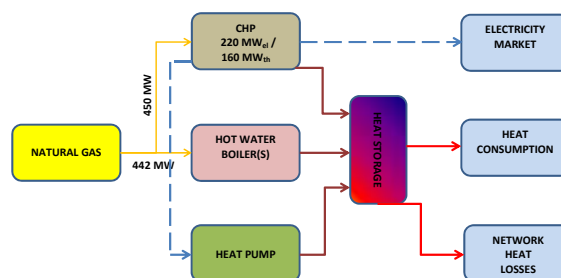 CHP
220 MWel /
160 MWth
ELECTRICITY
MARKET
450 MW
NATURAL GAS
442 MW
HOT WATER
BOILER(S)
HEAT STORAGE
HEAT
CONSUMPTION
HEAT PUMP
NETWORK
HEAT
LOSSES